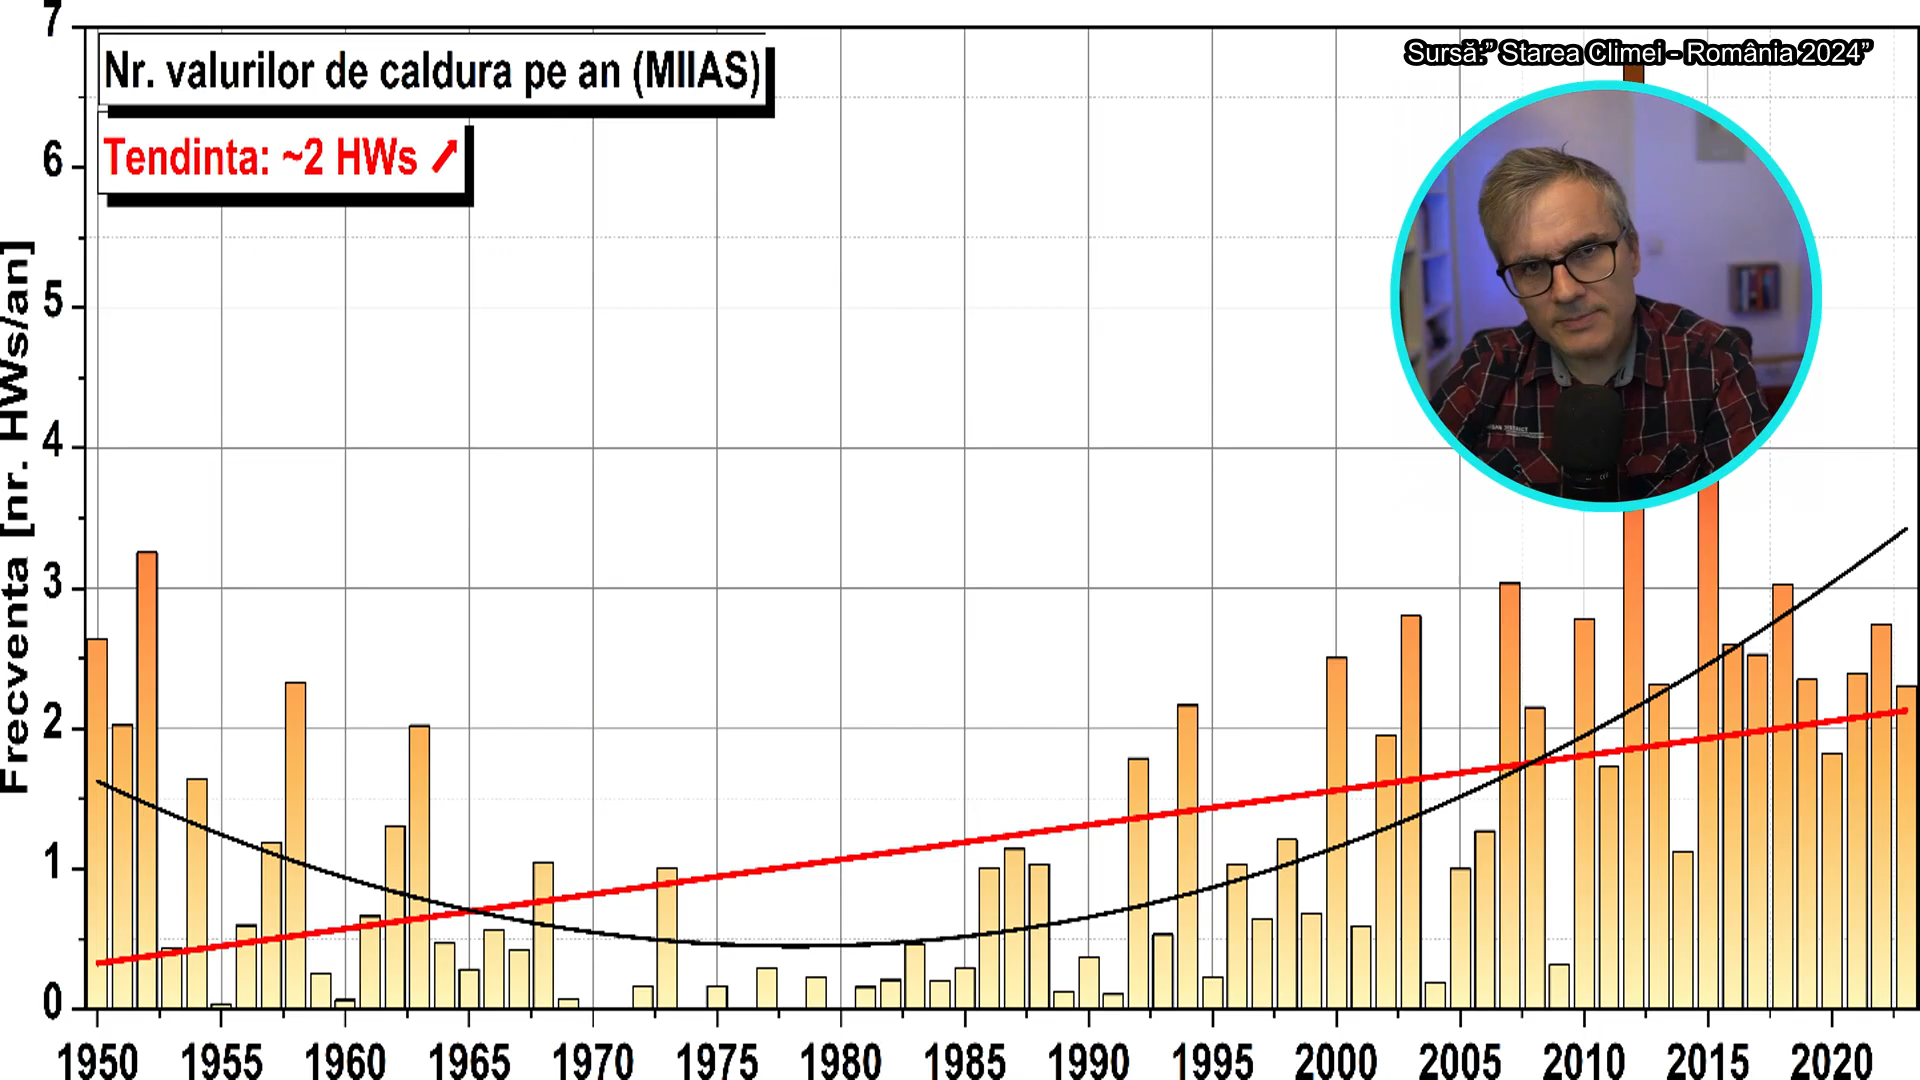 Nr. valurilor de caldura pe an (MIIAS)
Tendinta: ~2 HWs ↗
Sursă:” Starea Climei - România 2024”
Frecventa [nr. HWs/an]
7
6
5
4
3
2
1
0
1950 1955 1960 1965 1970 1975 1980 1985 1990 1995 2000 2005 2010 2015 2020